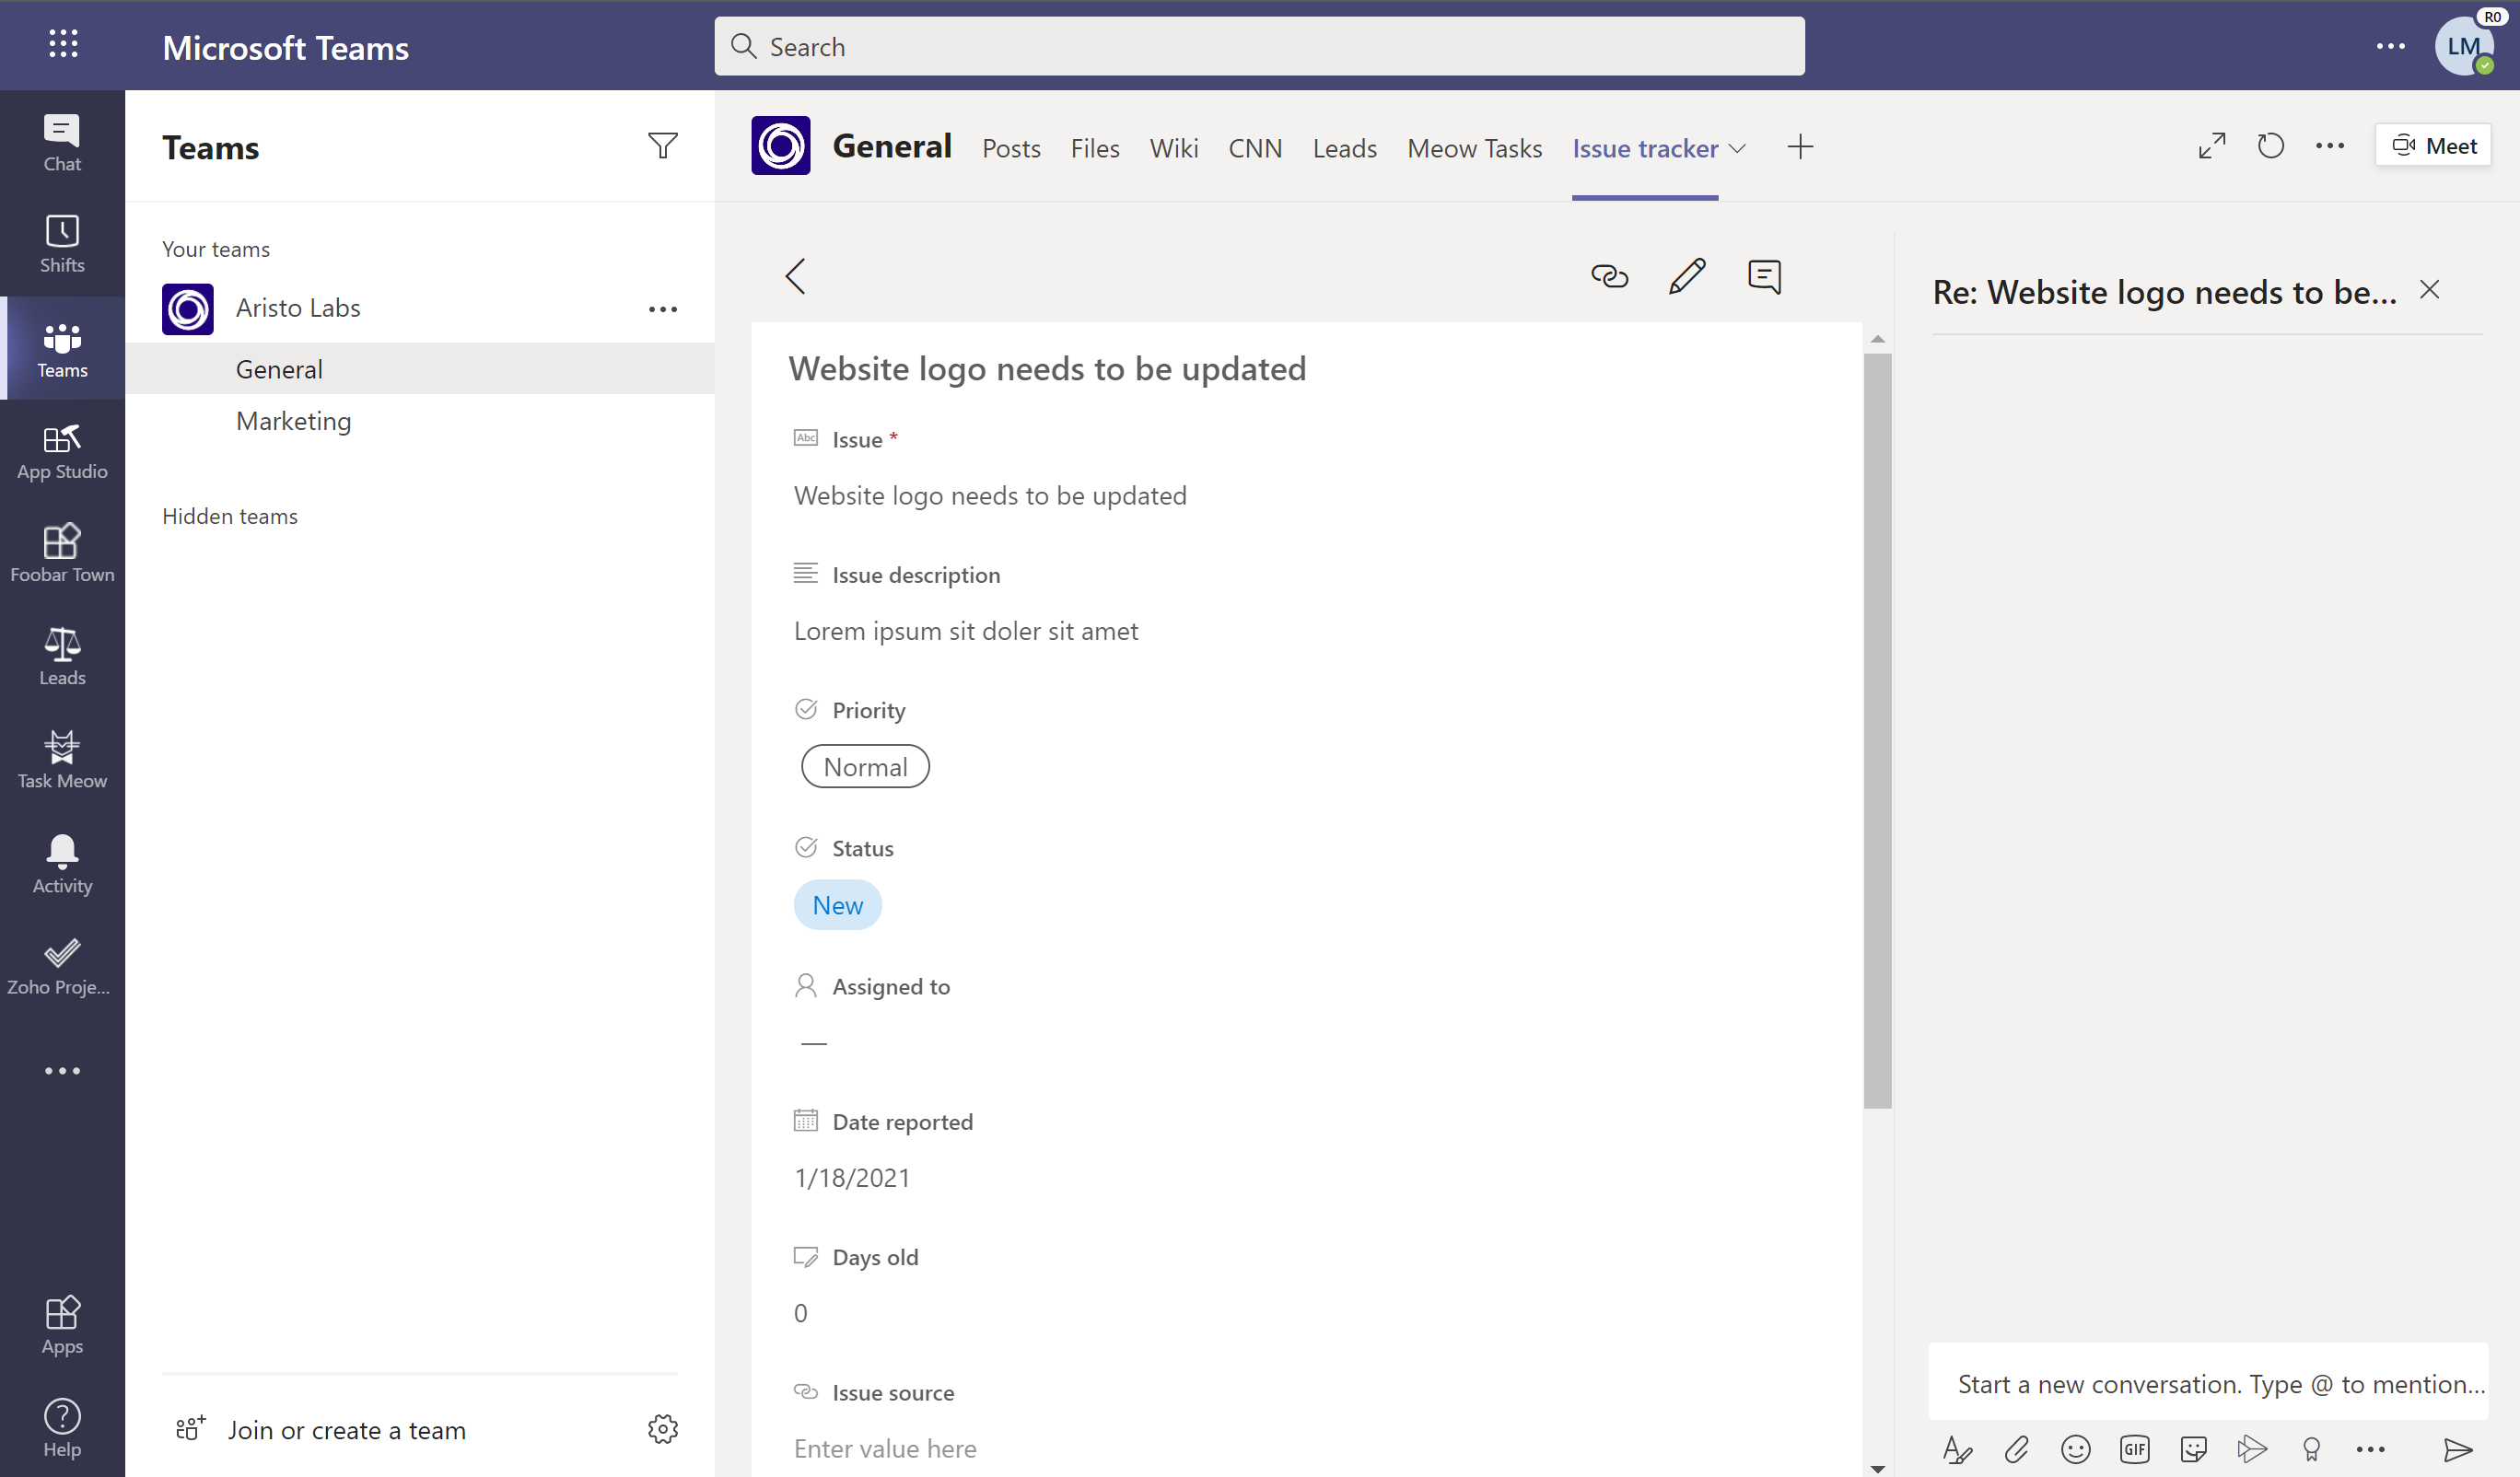 Microsoft Teams
Search
R0
LM
Chat
Shifts
Teams
App Studio
Foobar Town
Leads
Task Meow
Activity
Zoho Proje...
Apps
Help
Teams
Your teams
Aristo Labs
General
Marketing
Hidden teams
Join or create a team
General Posts Files Wiki CNN Leads Meow Tasks Issue tracker
Meet
Website logo needs to be updated
Abc Issue *
Website logo needs to be updated
Issue description
Lorem ipsum sit doler sit amet
Priority
Normal
Status
New
Assigned to
—
Date reported
1/18/2021
Days old
0
Issue source
Enter value here
Re: Website logo needs to be...
Start a new conversation. Type @ to mention...
GIF